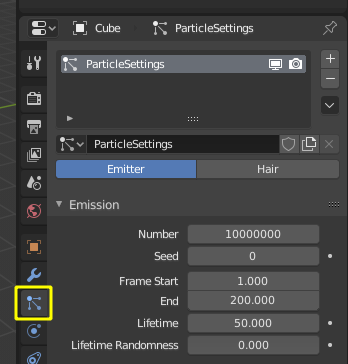 Cube ParticleSettings
ParticleSettings
ParticleSettings
Emitter Hair
Emission
Number 10000000
Seed 0
Frame Start 1.000
End 200.000
Lifetime 50.000
Lifetime Randomness 0.000